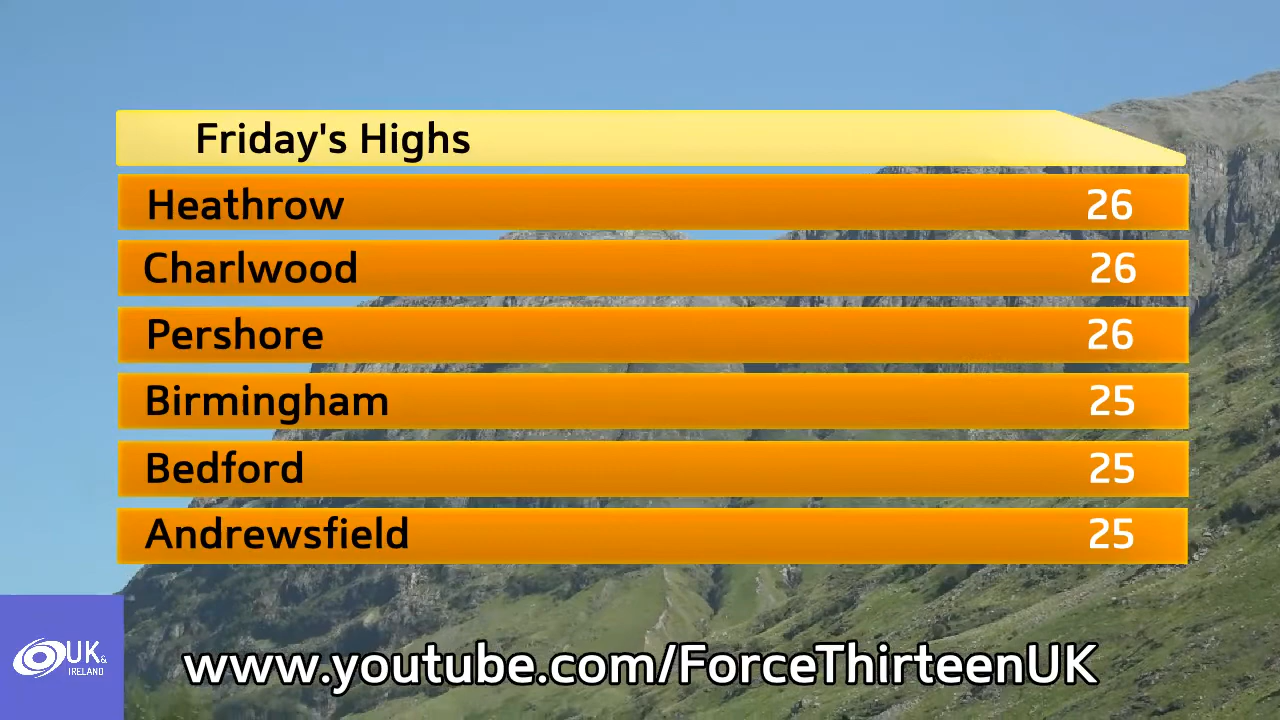 Friday's Highs
Heathrow 26
Charlwood 26
Pershore 26
Birmingham 25
Bedford 25
Andrewsfield 25
UK &
IRELAND
www.youtube.com/ForceThirteenUK